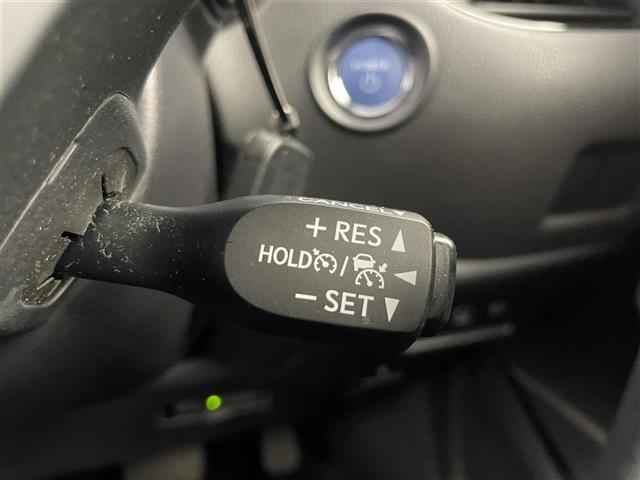 CANCEL
+ RES ▲
HOLD / ◀
− SET ▼